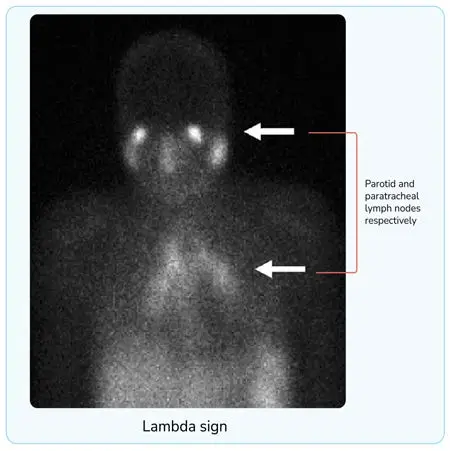 Parotid and
paratracheal
lymph nodes
respectively
Lambda sign